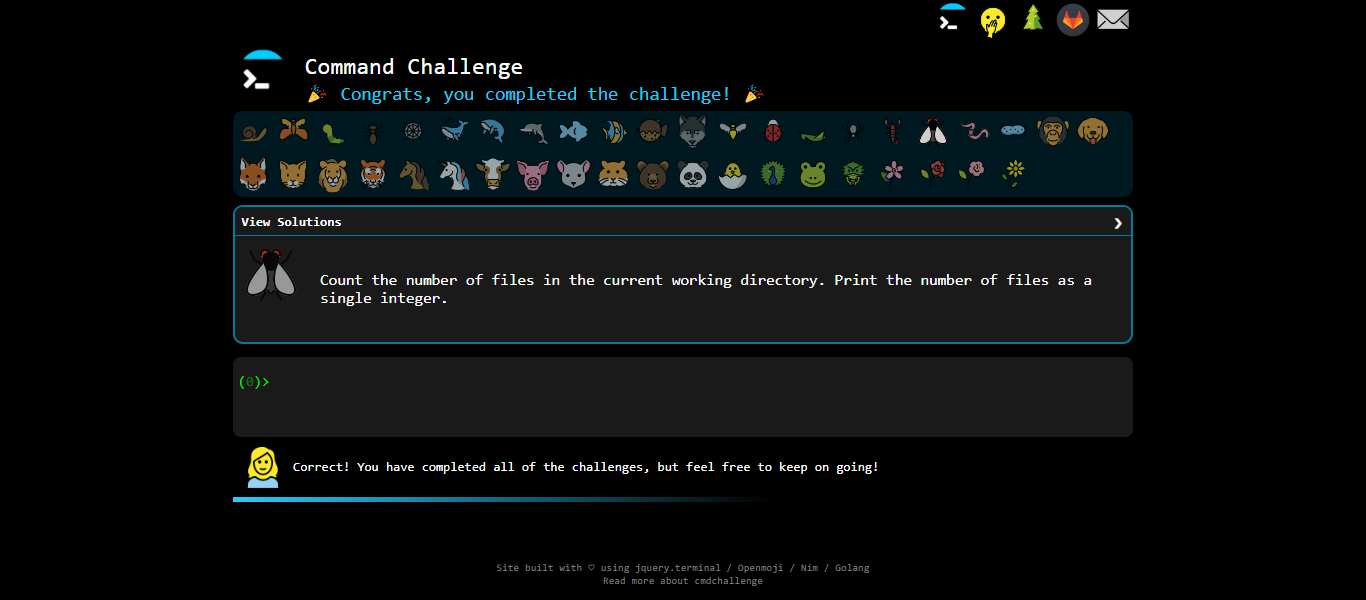 Command Challenge
🎉 Congrats, you completed the challenge! 🎉
View Solutions
Count the number of files in the current working directory. Print the number of files as a
single integer.
(0)>
Correct! You have completed all of the challenges, but feel free to keep on going!
Site built with ♡ using jquery.terminal / Openmoji / Nim / Golang
Read more about cmdchallenge